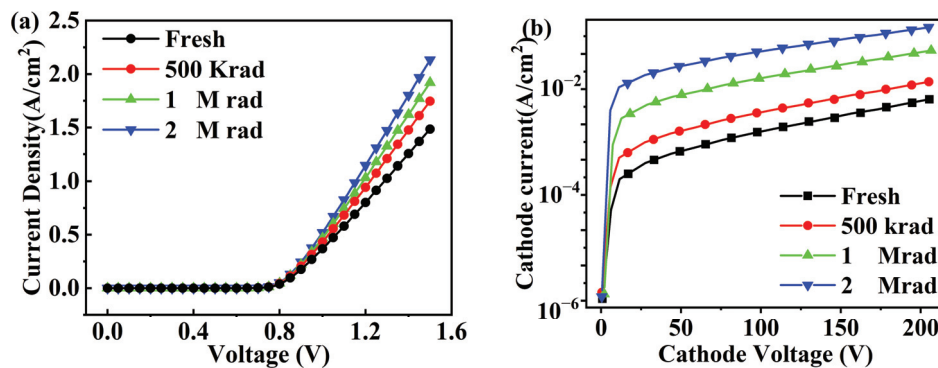 (a)
2.5
2.0
1.5
1.0
0.5
0.0
Current Density(A/cm²)
Fresh
500 Krad
1 M rad
2 M rad
0.0 0.4 0.8 1.2 1.6
Voltage (V)
(b)
10⁻²
10⁻⁴
10⁻⁶
Cathode current(A/cm²)
Fresh
500 krad
1 Mrad
2 Mrad
0 50 100 150 200
Cathode Voltage (V)